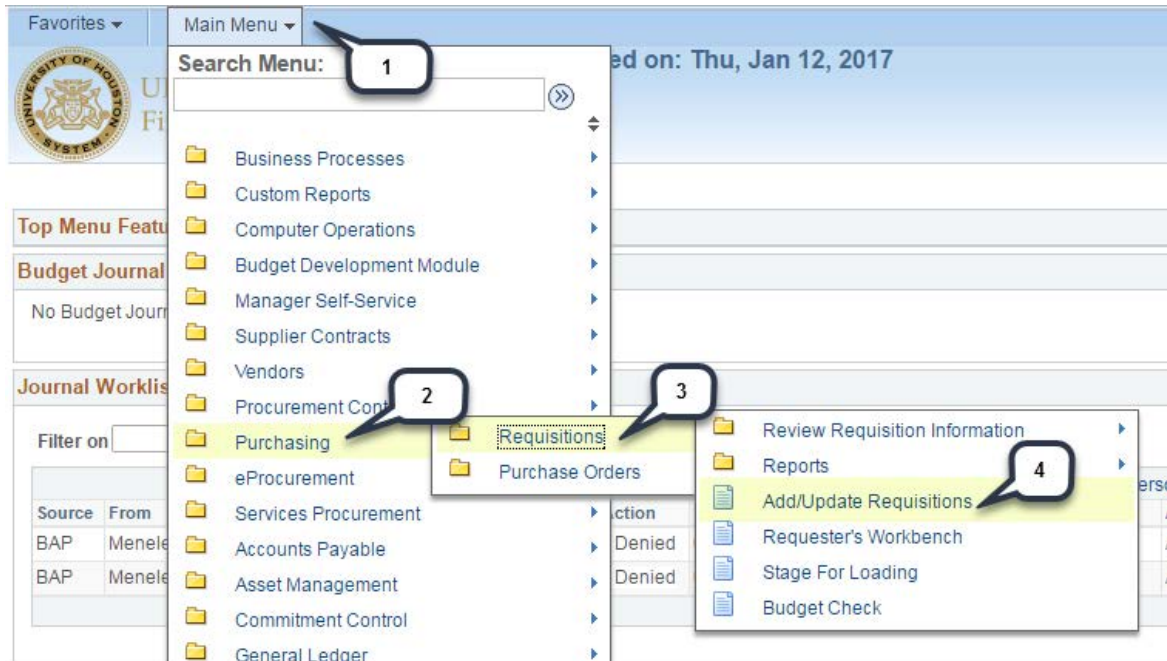 Favorites Main Menu
Search Menu:
1
ed on: Thu, Jan 12, 2017
UNIVERSITY OF HOUSTON SYSTEM
Business Processes
Custom Reports
Computer Operations
Budget Development Module
Manager Self-Service
Supplier Contracts
Vendors
Procurement Cont
Purchasing
eProcurement
Services Procurement
Accounts Payable
Asset Management
Commitment Control
General Ledger
2
Requisitions
Purchase Orders
3
Review Requisition Information
Reports
Add/Update Requisitions
Requester's Workbench
Stage For Loading
Budget Check
4
Top Menu Featu
Budget Journal
No Budget Journ
Journal Worklis
Filter on
Source From ction
BAP Menele Denied
BAP Menele Denied